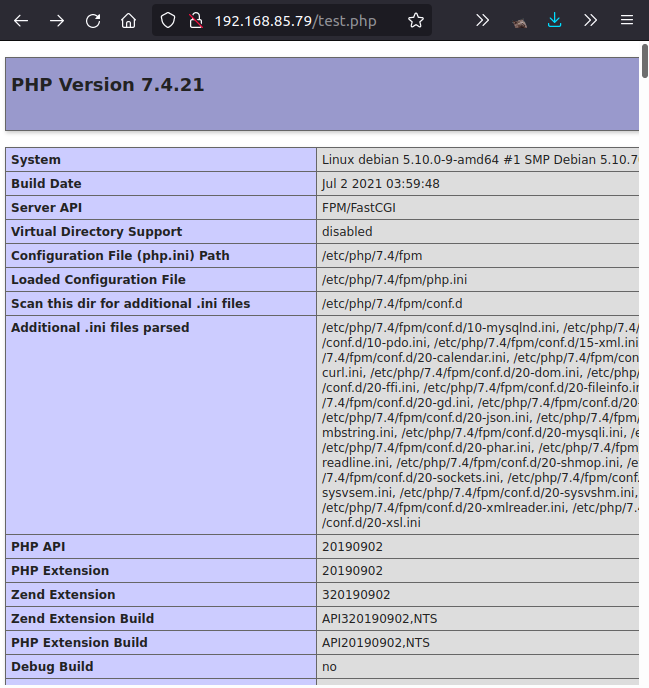 192.168.85.79/test.php
PHP Version 7.4.21
System Linux debian 5.10.0-9-amd64 #1 SMP Debian 5.10.7
Build Date Jul 2 2021 03:59:48
Server API FPM/FastCGI
Virtual Directory Support disabled
Configuration File (php.ini) Path /etc/php/7.4/fpm
Loaded Configuration File /etc/php/7.4/fpm/php.ini
Scan this dir for additional .ini files /etc/php/7.4/fpm/conf.d
Additional .ini files parsed /etc/php/7.4/fpm/conf.d/10-mysqlnd.ini, /etc/php/7.4/
/conf.d/10-pdo.ini, /etc/php/7.4/fpm/conf.d/15-xml.ini
/7.4/fpm/conf.d/20-calendar.ini, /etc/php/7.4/fpm/con
curl.ini, /etc/php/7.4/fpm/conf.d/20-dom.ini, /etc/php/
/conf.d/20-ffi.ini, /etc/php/7.4/fpm/conf.d/20-fileinfo.in
/7.4/fpm/conf.d/20-gd.ini, /etc/php/7.4/fpm/conf.d/20-
/etc/php/7.4/fpm/conf.d/20-json.ini, /etc/php/7.4/fpm/
mbstring.ini, /etc/php/7.4/fpm/conf.d/20-mysqli.ini, /e
/etc/php/7.4/fpm/conf.d/20-phar.ini, /etc/php/7.4/fpm
readline.ini, /etc/php/7.4/fpm/conf.d/20-shmop.ini, /e
/7.4/fpm/conf.d/20-sockets.ini, /etc/php/7.4/fpm/conf.
sysvsem.ini, /etc/php/7.4/fpm/conf.d/20-sysvshm.ini,
/etc/php/7.4/fpm/conf.d/20-xmlreader.ini, /etc/php/7.
/conf.d/20-xsl.ini
PHP API 20190902
PHP Extension 20190902
Zend Extension 320190902
Zend Extension Build API320190902,NTS
PHP Extension Build API20190902,NTS
Debug Build no